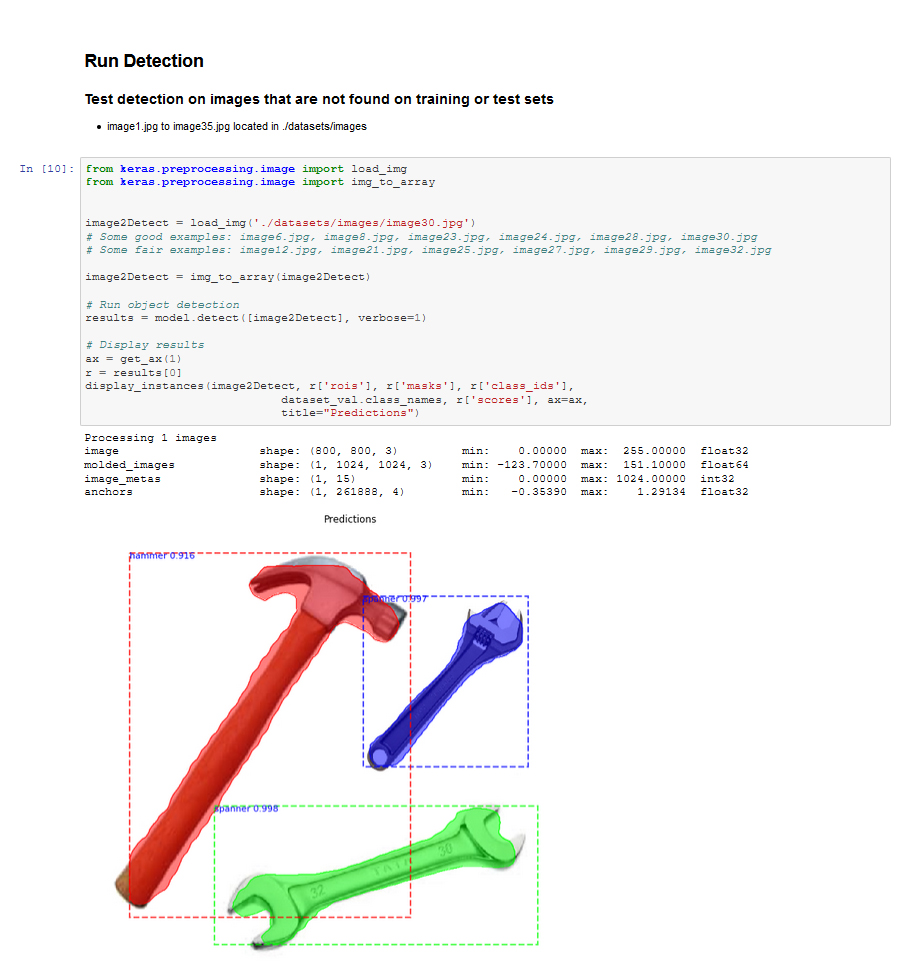 Run Detection
Test detection on images that are not found on training or test sets
• image1.jpg to image35.jpg located in ./datasets/images
In [10]:
from keras.preprocessing.image import load_img
from keras.preprocessing.image import img_to_array
image2Detect = load_img('./datasets/images/image30.jpg')
# Some good examples: image6.jpg, image8.jpg, image23.jpg, image24.jpg, image28.jpg, image30.jpg
# Some fair examples: image12.jpg, image21.jpg, image25.jpg, image27.jpg, image29.jpg, image32.jpg
image2Detect = img_to_array(image2Detect)
# Run object detection
results = model.detect([image2Detect], verbose=1)
# Display results
ax = get_ax(1)
r = results[0]
display_instances(image2Detect, r['rois'], r['masks'], r['class_ids'],
dataset_val.class_names, r['scores'], ax=ax,
title="Predictions")
Processing 1 images
image shape: (800, 800, 3) min: 0.00000 max: 255.00000 float32
molded_images shape: (1, 1024, 1024, 3) min: -123.70000 max: 151.10000 float64
image_metas shape: (1, 15) min: 0.00000 max: 1024.00000 int32
anchors shape: (1, 261888, 4) min: -0.35390 max: 1.29134 float32
Predictions
hammer 0.916
spanner 0.997
spanner 0.998
32
30